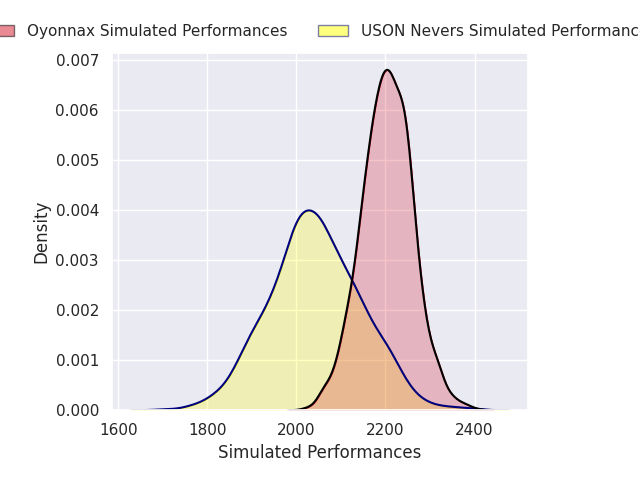 Oyonnax Simulated Performances USON Nevers Simulated Performanc
0.007
0.006
0.005
0.004
0.003
0.002
0.001
0.000
Density
1600 1800 2000 2200 2400
Simulated Performances